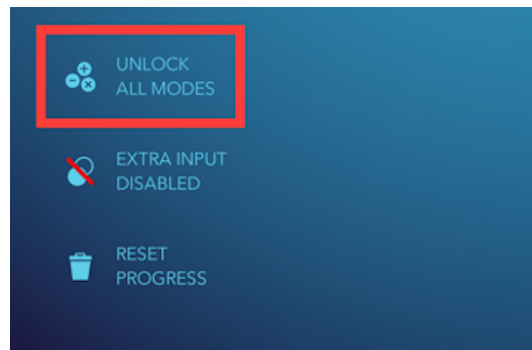 UNLOCK
ALL MODES
EXTRA INPUT
DISABLED
RESET
PROGRESS